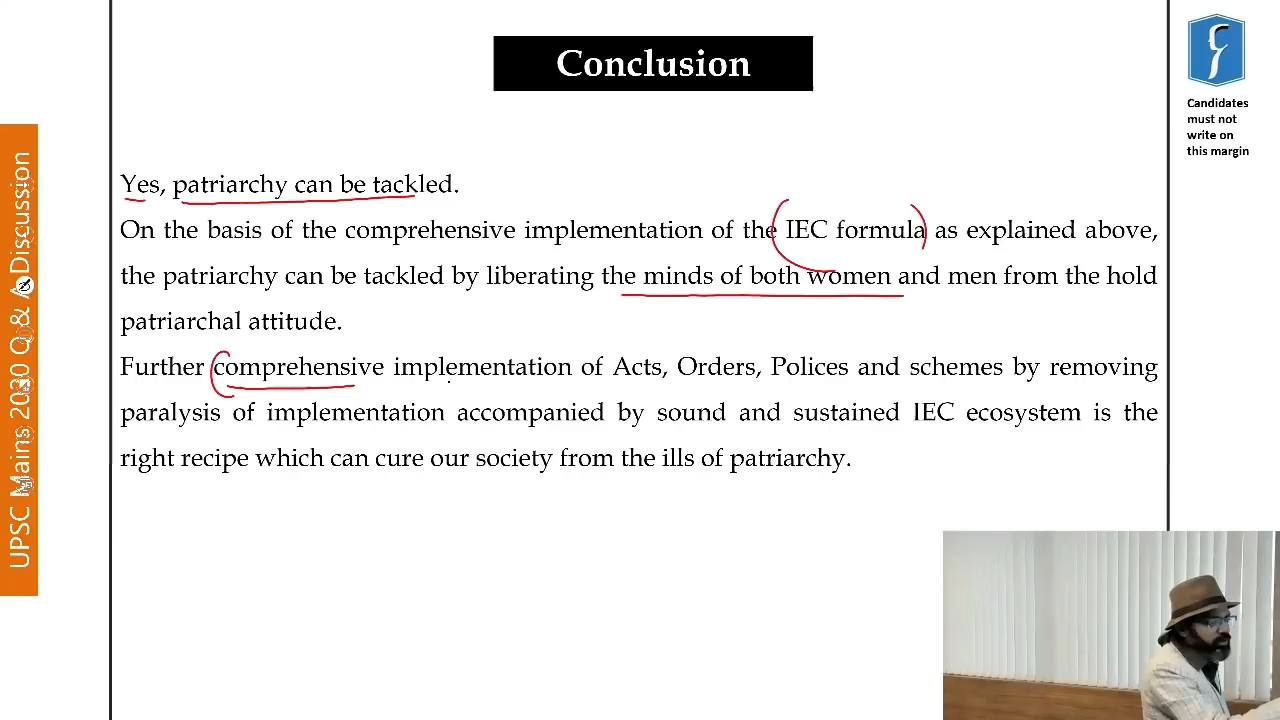 Conclusion
Candidates
must not
write on
this margin
UPSC Mains 2020 Q & A Discussion
Yes, patriarchy can be tackled.
On the basis of the comprehensive implementation of the IEC formula as explained above,
the patriarchy can be tackled by liberating the minds of both women and men from the hold
patriarchal attitude.
Further comprehensive implementation of Acts, Orders, Polices and schemes by removing
paralysis of implementation accompanied by sound and sustained IEC ecosystem is the
right recipe which can cure our society from the ills of patriarchy.